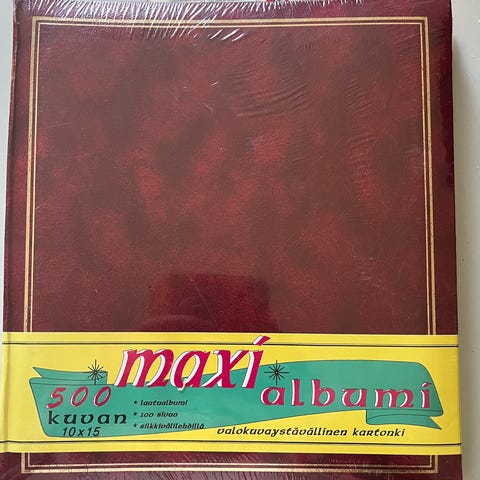 maxi
albumi
500
kuvan
10x15
• laatualbumi
• 100 sivua
• silkkivälilehdillä
valokuvaystävällinen kartonki